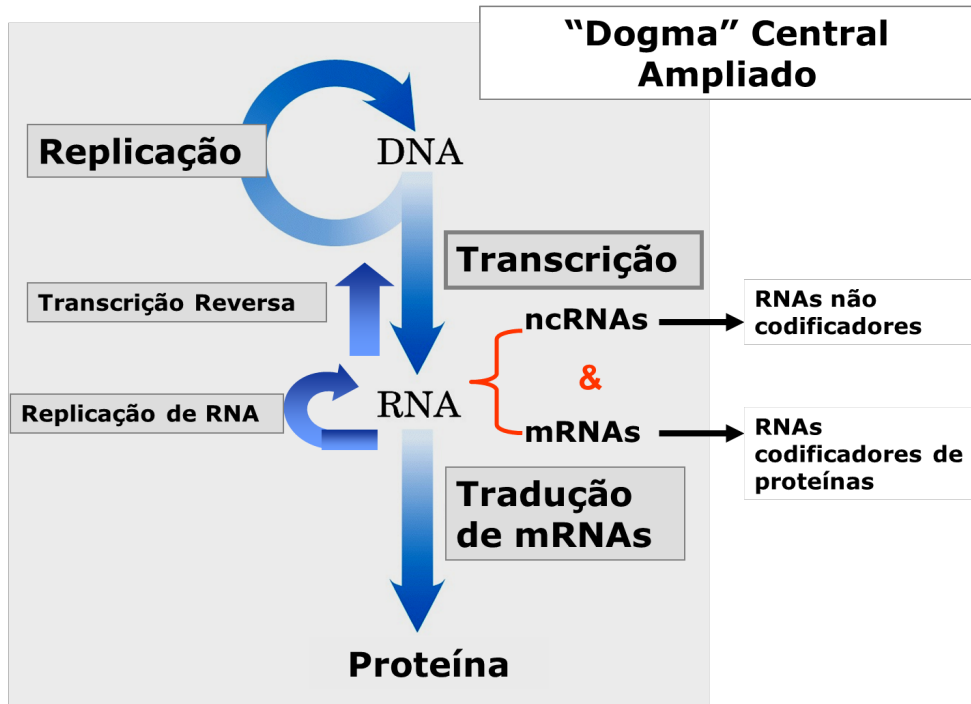 “Dogma” Central
Ampliado
Replicação
DNA
Transcrição
Transcrição Reversa
ncRNAs
RNAs não
codificadores
&
Replicação de RNA
RNA
mRNAs
RNAs
codificadores de
proteínas
Tradução
de mRNAs
Proteína